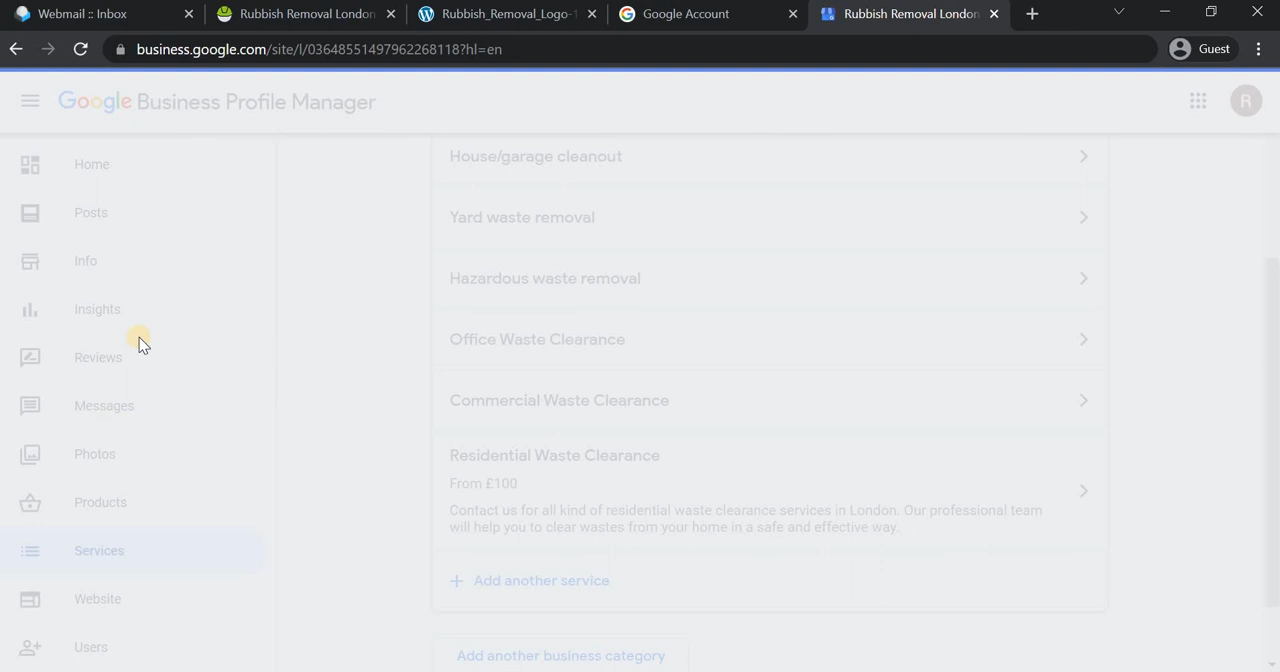 Webmail :: Inbox
Rubbish Removal London
Rubbish_Removal_Logo-1
Google Account
Rubbish Removal London
business.google.com/site/l/03648551497962268118?hl=en
Guest
Google Business Profile Manager
R
Home
Posts
Info
Insights
Reviews
Messages
Photos
Products
Services
Website
Users
House/garage cleanout
Yard waste removal
Hazardous waste removal
Office Waste Clearance
Commercial Waste Clearance
Residential Waste Clearance
From £100
Contact us for all kind of residential waste clearance services in London. Our professional team
will help you to clear wastes from your home in a safe and effective way.
Add another service
Add another business category